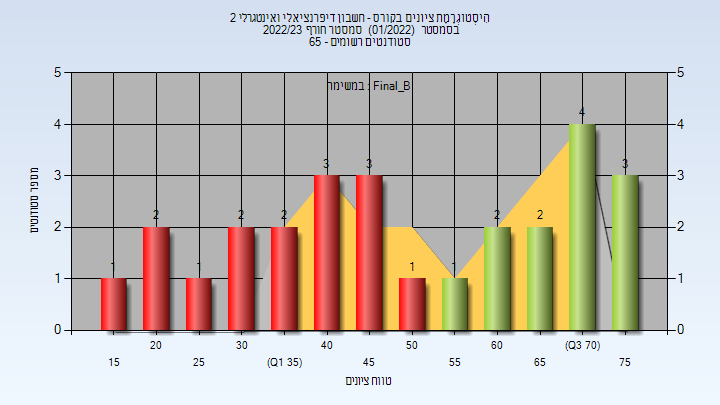 היסטוגרמת ציונים בקורס - חשבון דיפרנציאלי ואינטגרלי 2
בסמסטר (01/2022) סמסטר חורף 2022/23
סטודנטים רשומים - 65
במשימה : Final_B
מספר סטודנטים
5 5
4 4
3 3
2 2
1 1
0 0
1 2 1 2 2 3 3 1 1 2 2 4 3
20 30 40 50 60 (Q3 70)
15 25 (Q1 35) 45 55 65 75
טווח ציונים